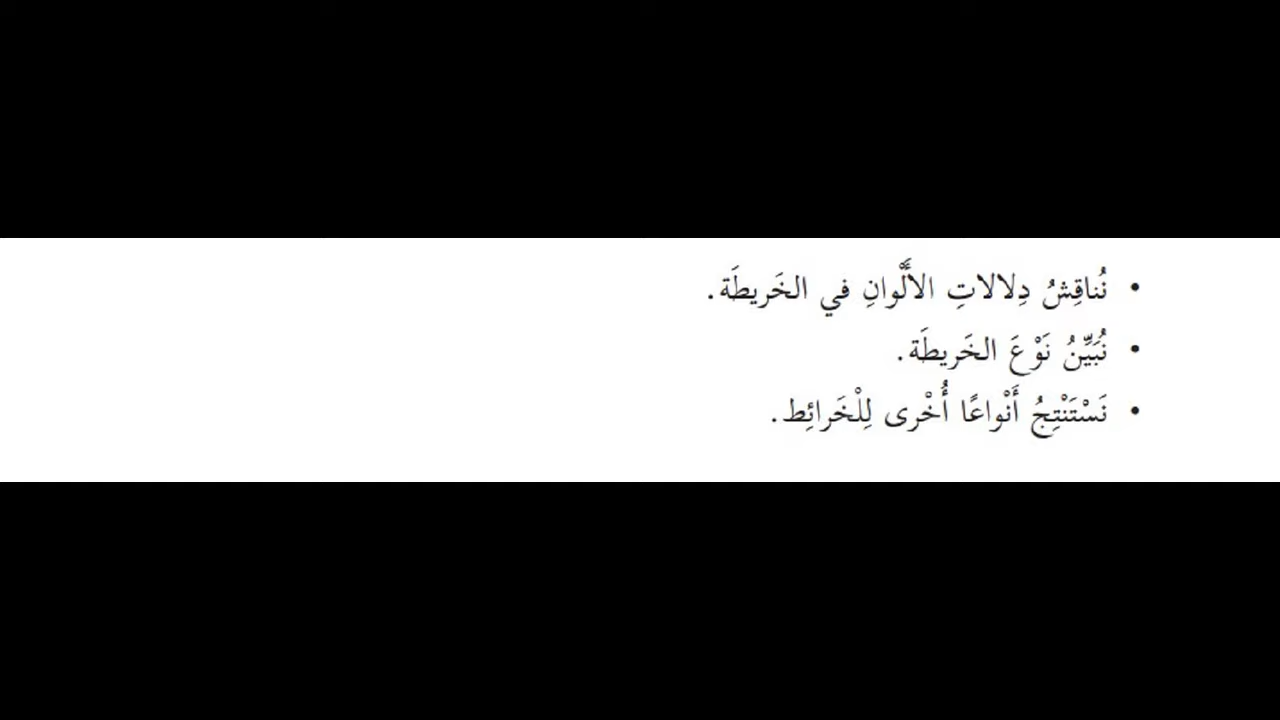 • نُناقِشُ دِلالاتِ الأَلْوانِ في الخَريطَة.
• نُبَيِّنُ نَوْعَ الخَريطَة.
• نَسْتَنْتِجُ أَنْواعًا أُخْرى لِلْخَرائِط.